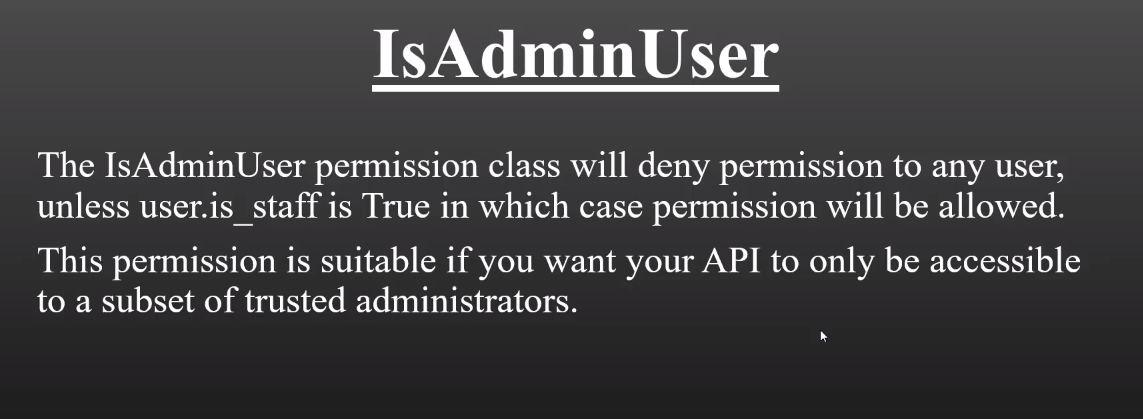 IsAdminUser
The IsAdminUser permission class will deny permission to any user,
unless user.is_staff is True in which case permission will be allowed.
This permission is suitable if you want your API to only be accessible
to a subset of trusted administrators.